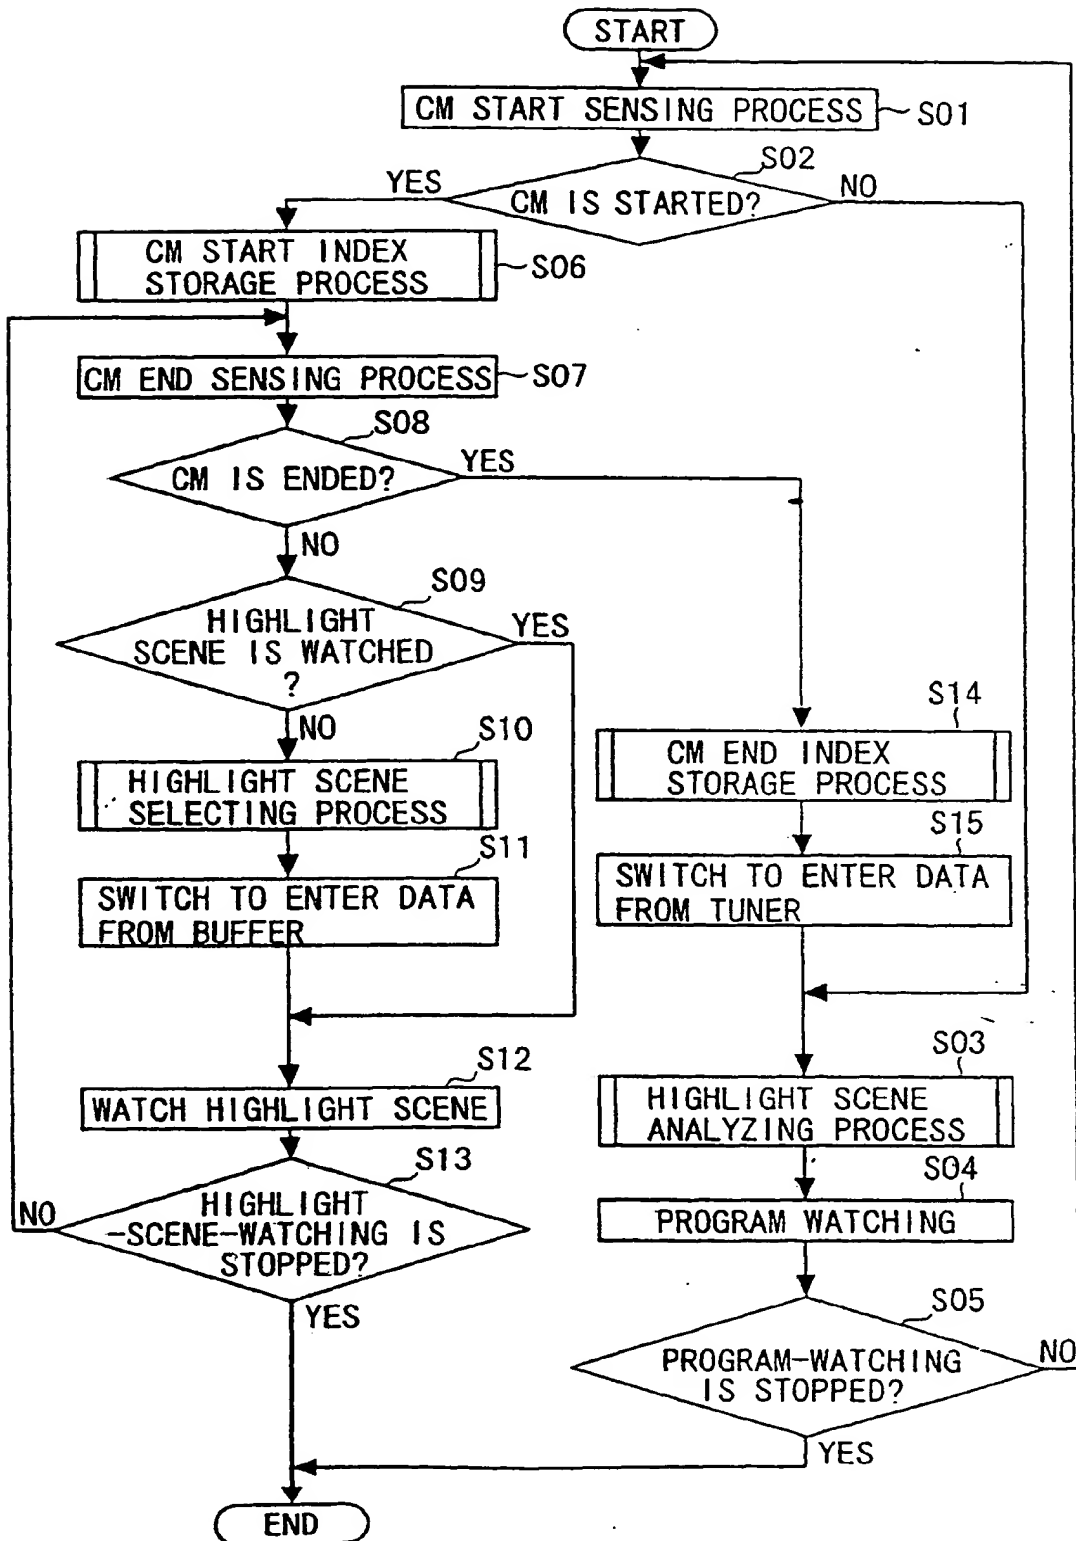 START
CM START SENSING PROCESS
S01
S02
YES
CM IS STARTED?
NO
CM START INDEX
STORAGE PROCESS
S06
CM END SENSING PROCESS
S07
S08
CM IS ENDED?
YES
NO
S09
HIGHLIGHT
SCENE IS WATCHED
?
YES
NO
S10
HIGHLIGHT SCENE
SELECTING PROCESS
S11
SWITCH TO ENTER DATA
FROM BUFFER
S14
CM END INDEX
STORAGE PROCESS
S15
SWITCH TO ENTER DATA
FROM TUNER
S12
WATCH HIGHLIGHT SCENE
S13
HIGHLIGHT
-SCENE-WATCHING IS
STOPPED?
NO
YES
S03
HIGHLIGHT SCENE
ANALYZING PROCESS
S04
PROGRAM WATCHING
S05
PROGRAM-WATCHING
IS STOPPED?
NO
YES
END